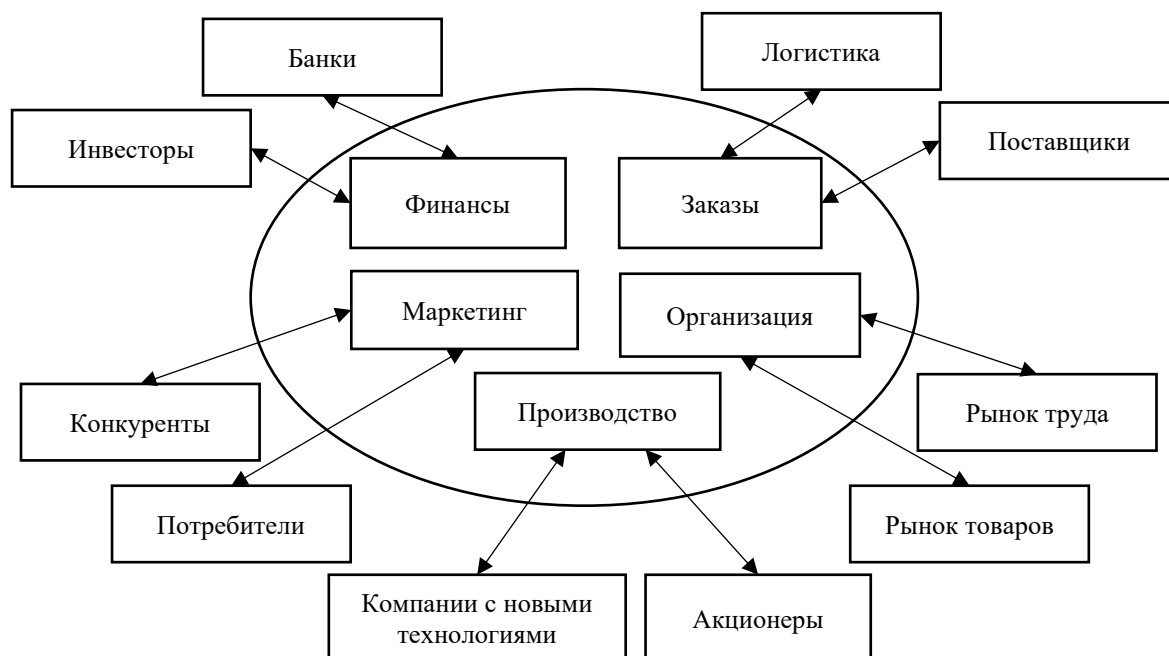 Банки
Логистика
Инвесторы
Поставщики
Финансы
Заказы
Маркетинг
Организация
Конкуренты
Производство
Рынок труда
Потребители
Рынок товаров
Компании с новыми
технологиями
Акционеры